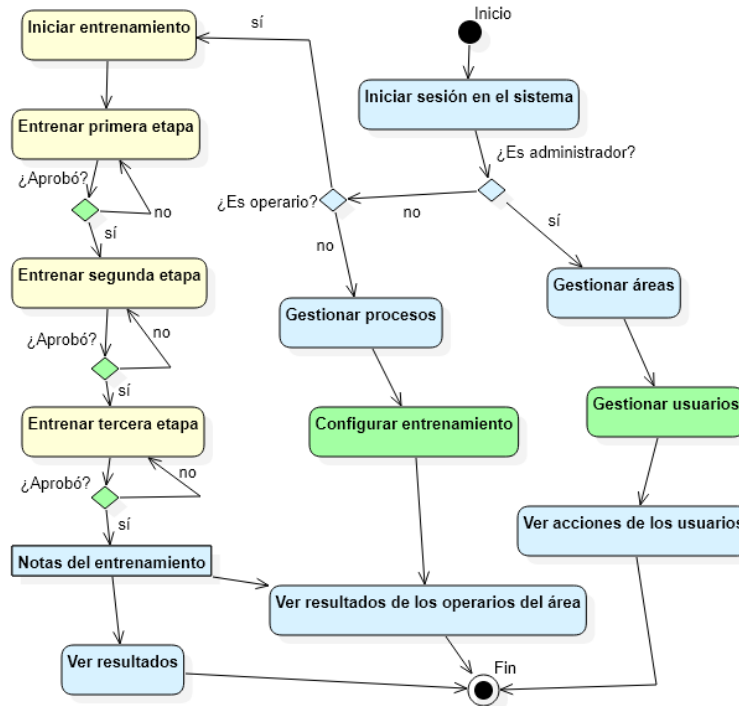 Inicio
Iniciar entrenamiento
sí
Iniciar sesión en el sistema
Entrenar primera etapa
¿Es administrador?
¿Aprobó?
no
sí
¿Es operario?
no
sí
no
Entrenar segunda etapa
Gestionar áreas
Gestionar procesos
¿Aprobó?
no
sí
Entrenar tercera etapa
Configurar entrenamiento
Gestionar usuarios
¿Aprobó?
no
sí
Ver acciones de los usuarios
Notas del entrenamiento
Ver resultados de los operarios del área
Ver resultados
Fin